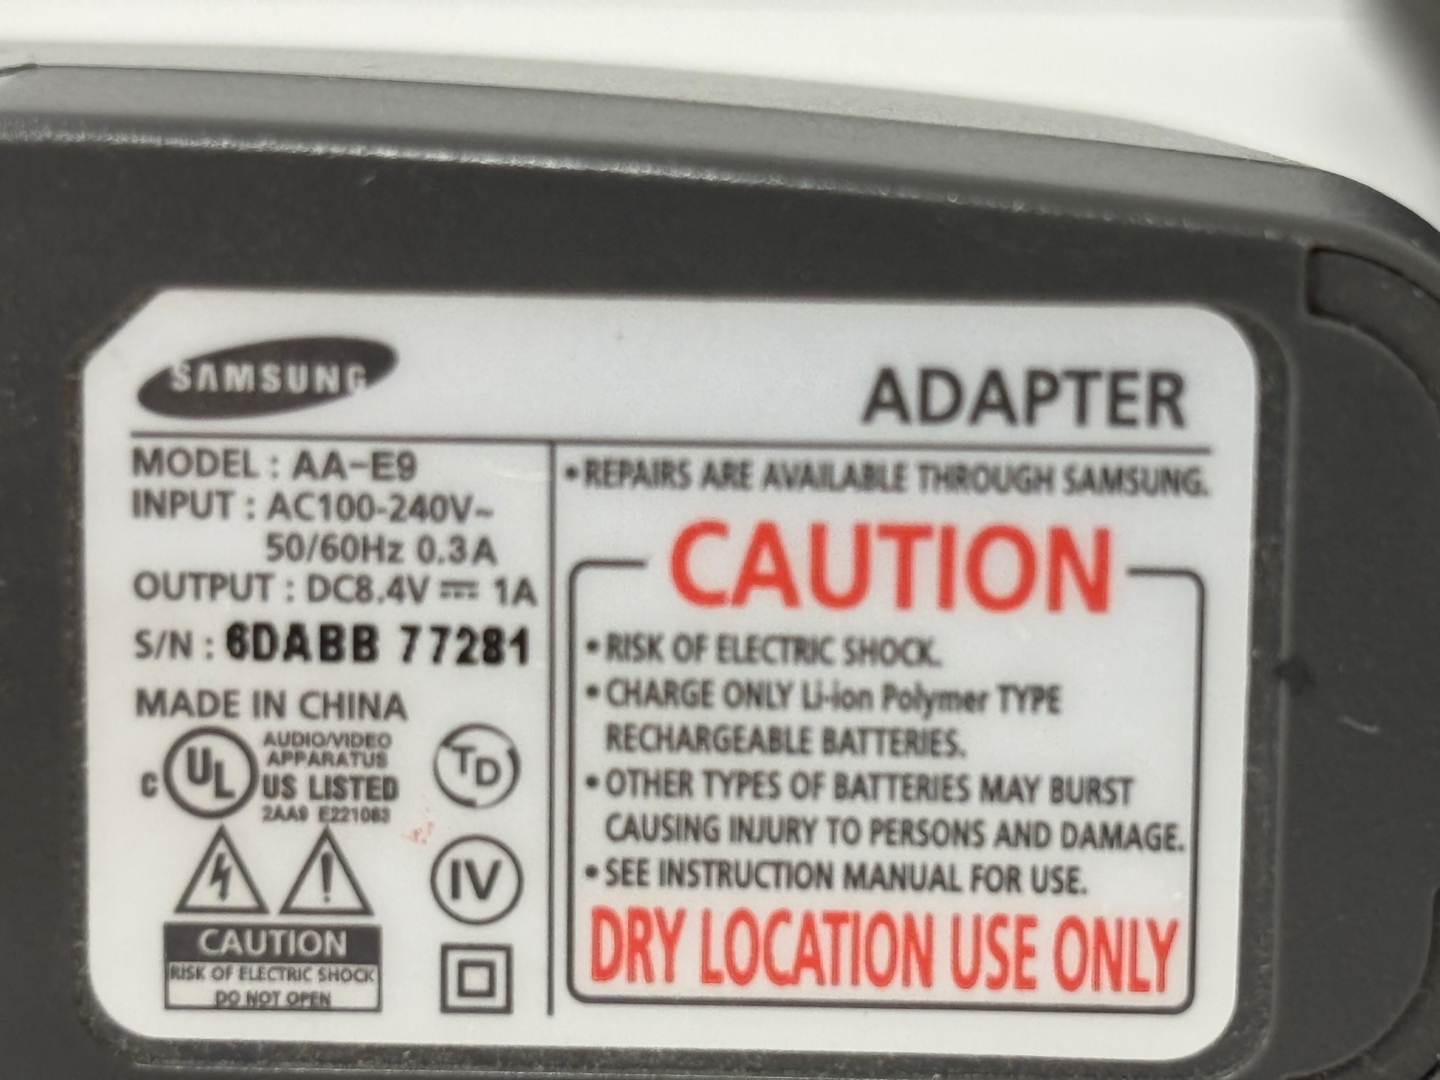 SAMSUNG
ADAPTER
MODEL : AA-E9
INPUT : AC100-240V~
50/60Hz 0.3A
OUTPUT : DC8.4V ⎓ 1A
S/N : 6DABB 77281
MADE IN CHINA
C UL
AUDIO/VIDEO
APPARATUS
US LISTED
2AA9 E221063
TD
IV
CAUTION
RISK OF ELECTRIC SHOCK
DO NOT OPEN
• REPAIRS ARE AVAILABLE THROUGH SAMSUNG.
CAUTION
• RISK OF ELECTRIC SHOCK.
• CHARGE ONLY Li-ion Polymer TYPE
RECHARGEABLE BATTERIES.
• OTHER TYPES OF BATTERIES MAY BURST
CAUSING INJURY TO PERSONS AND DAMAGE.
• SEE INSTRUCTION MANUAL FOR USE.
DRY LOCATION USE ONLY